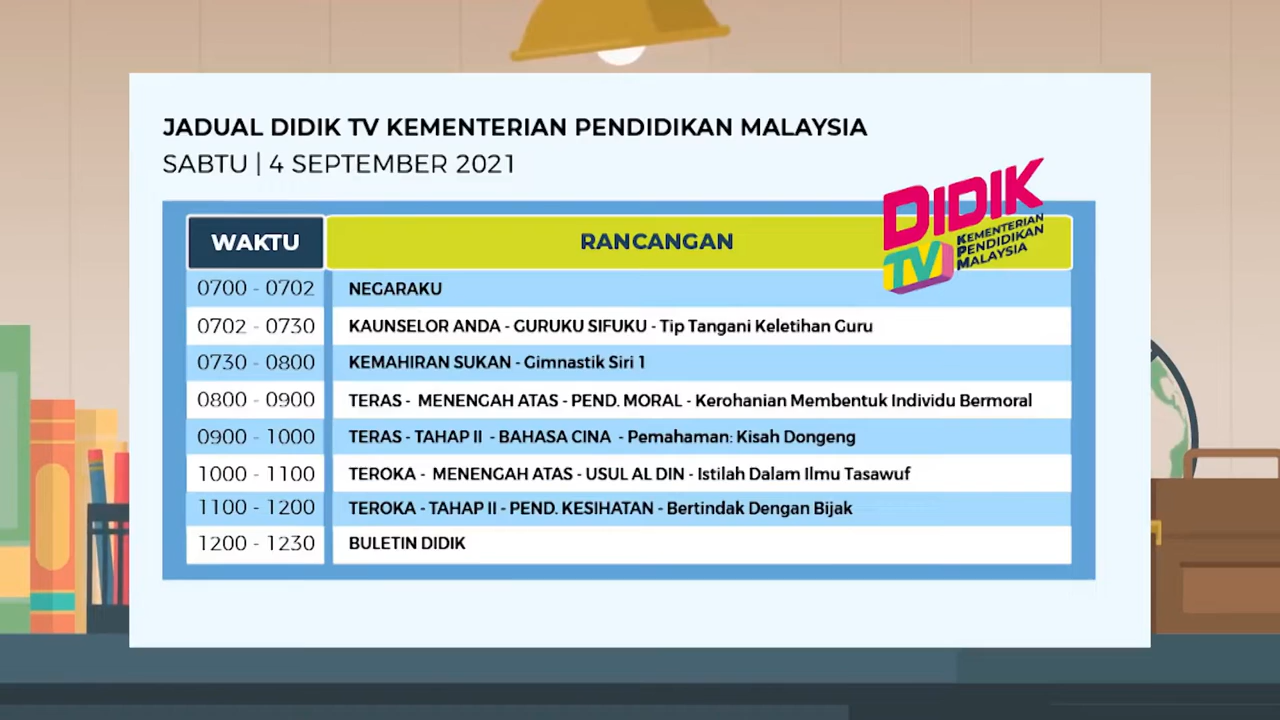 JADUAL DIDIK TV KEMENTERIAN PENDIDIKAN MALAYSIA
SABTU | 4 SEPTEMBER 2021
DIDIK
TV KEMENTERIAN
PENDIDIKAN
MALAYSIA
WAKTU RANCANGAN
0700 - 0702 NEGARAKU
0702 - 0730 KAUNSELOR ANDA - GURUKU SIFUKU - Tip Tangani Keletihan Guru
0730 - 0800 KEMAHIRAN SUKAN - Gimnastik Siri 1
0800 - 0900 TERAS - MENENGAH ATAS - PEND. MORAL - Kerohanian Membentuk Individu Bermoral
0900 - 1000 TERAS - TAHAP II - BAHASA CINA - Pemahaman: Kisah Dongeng
1000 - 1100 TEROKA - MENENGAH ATAS - USUL AL DIN - Istilah Dalam Ilmu Tasawuf
1100 - 1200 TEROKA - TAHAP II - PEND. KESIHATAN - Bertindak Dengan Bijak
1200 - 1230 BULETIN DIDIK